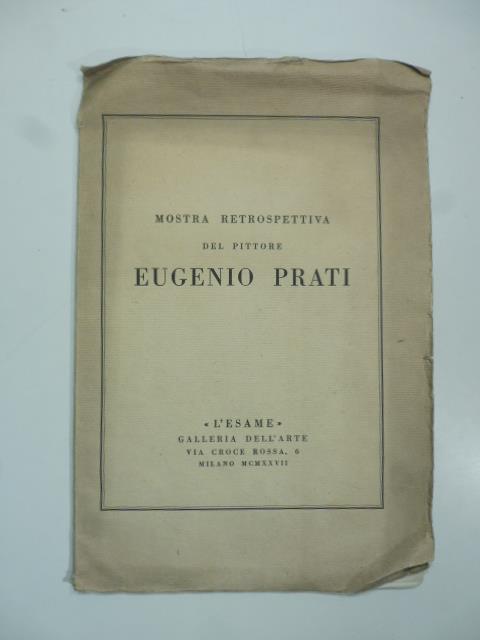 MOSTRA RETROSPETTIVA
DEL PITTORE
EUGENIO PRATI
« L'ESAME »
GALLERIA DELL'ARTE
VIA CROCE ROSSA, 6
MILANO MCMXXVII